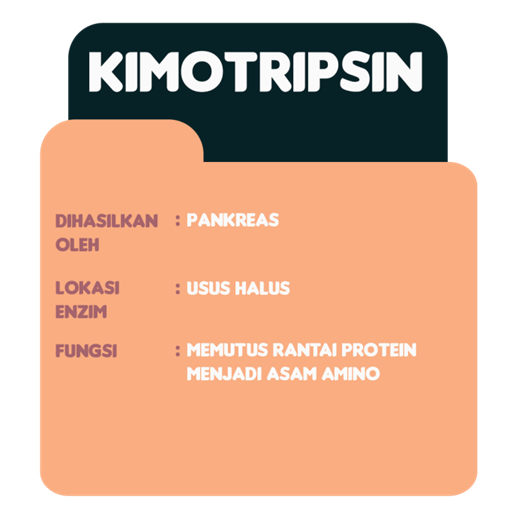 KIMOTRIPSIN
DIHASILKAN : PANKREAS
OLEH
LOKASI : USUS HALUS
ENZIM
FUNGSI : MEMUTUS RANTAI PROTEIN
MENJADI ASAM AMINO